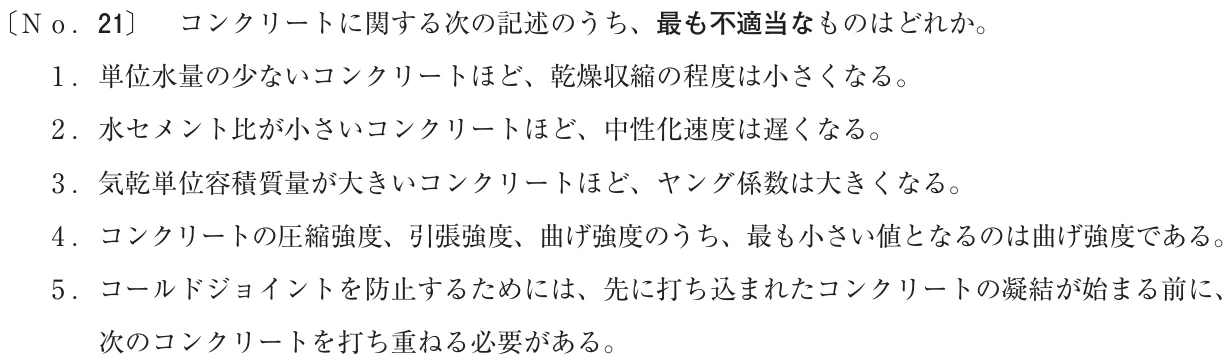 〔Ｎｏ．21〕　コンクリートに関する次の記述のうち、最も不適当なものはどれか。
１．単位水量の少ないコンクリートほど、乾燥収縮の程度は小さくなる。
２．水セメント比が小さいコンクリートほど、中性化速度は遅くなる。
３．気乾単位容積質量が大きいコンクリートほど、ヤング係数は大きくなる。
４．コンクリートの圧縮強度、引張強度、曲げ強度のうち、最も小さい値となるのは曲げ強度である。
５．コールドジョイントを防止するためには、先に打ち込まれたコンクリートの凝結が始まる前に、
次のコンクリートを打ち重ねる必要がある。